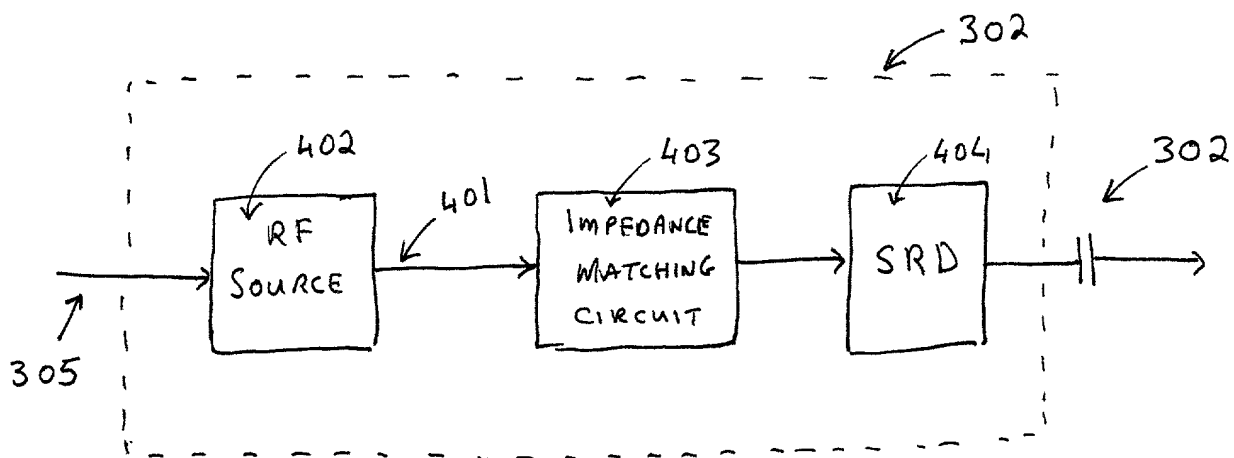 302
402
401
403
404
302
RF
SOURCE
IMPEDANCE
MATCHING
CIRCUIT
SRD
305